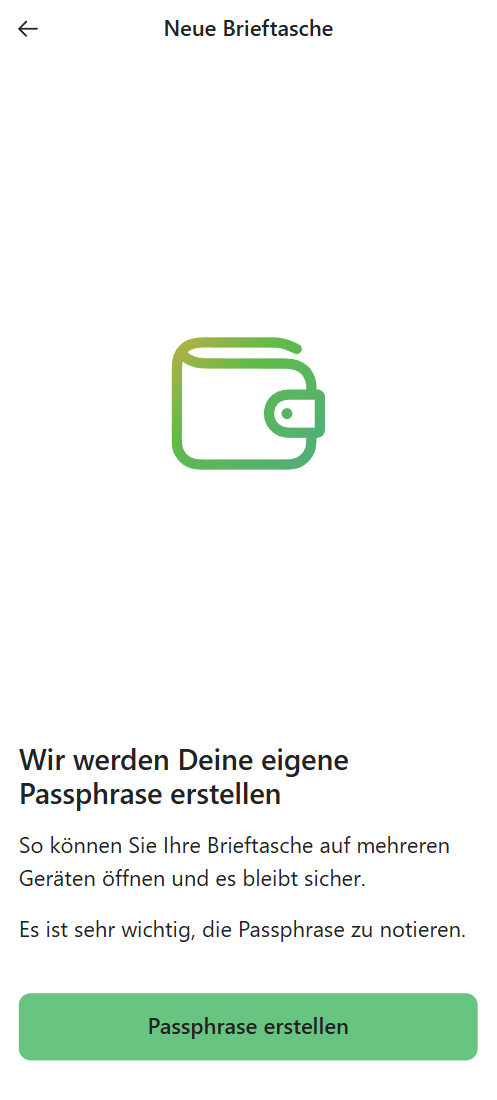 Neue Brieftasche
Wir werden Deine eigene
Passphrase erstellen
So können Sie Ihre Brieftasche auf mehreren
Geräten öffnen und es bleibt sicher.
Es ist sehr wichtig, die Passphrase zu notieren.
Passphrase erstellen